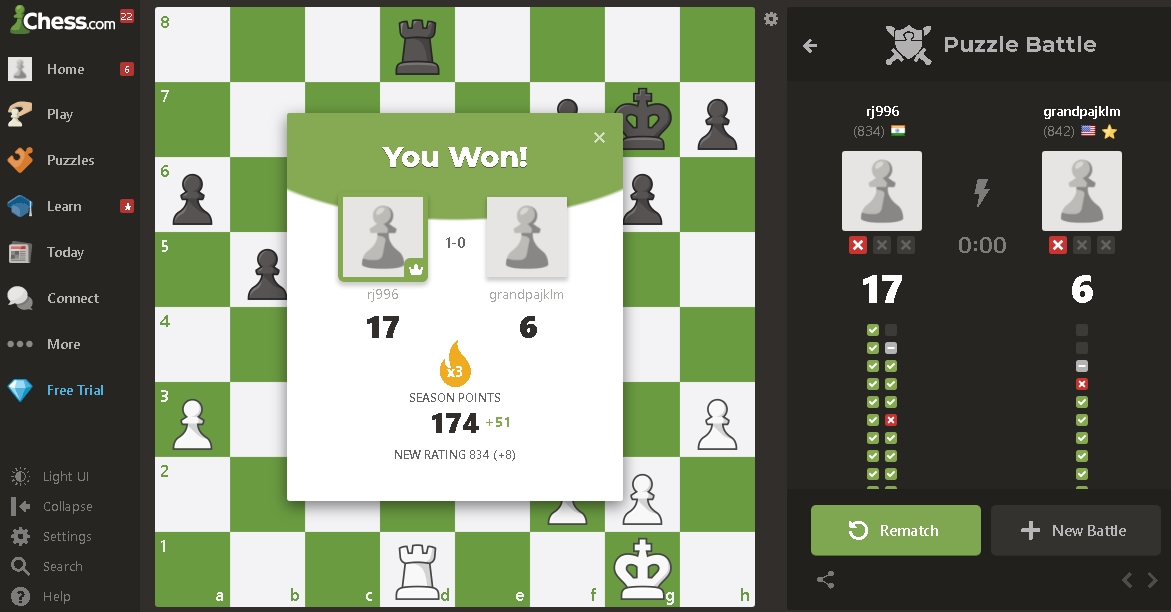 Chess.com 22
Home 6
Play
Puzzles
Learn
Today
Connect
More
Free Trial
Light UI
Collapse
Settings
Search
Help
8
7
6
5
4
3
2
1
a b c d e f g h
You Won!
1-0
rj996 grandpajklm
17 6
x3
SEASON POINTS
174 +51
NEW RATING 834 (+8)
Puzzle Battle
rj996 grandpajklm
(834) (842)
0:00
17 6
Rematch New Battle